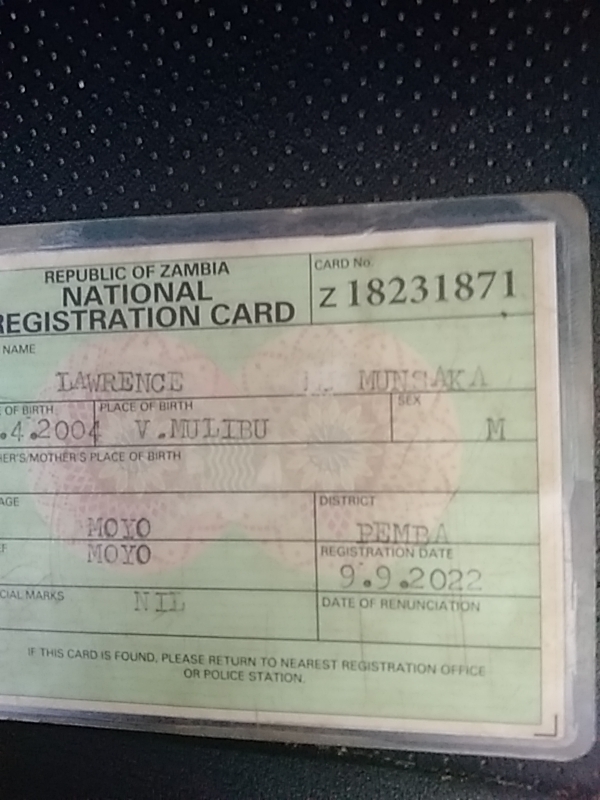 REPUBLIC OF ZAMBIA
NATIONAL
REGISTRATION CARD
CARD No.
Z 18231871
NAME
LAWRENCE MUNSAKA
OF BIRTH PLACE OF BIRTH SEX
.4.2004 V.MULIBU M
ER'S/MOTHER'S PLACE OF BIRTH
AGE DISTRICT
MOYO PEMBA
F MOYO REGISTRATION DATE
9.9.2022
CIAL MARKS NIL DATE OF RENUNCIATION
IF THIS CARD IS FOUND, PLEASE RETURN TO NEAREST REGISTRATION OFFICE
OR POLICE STATION.